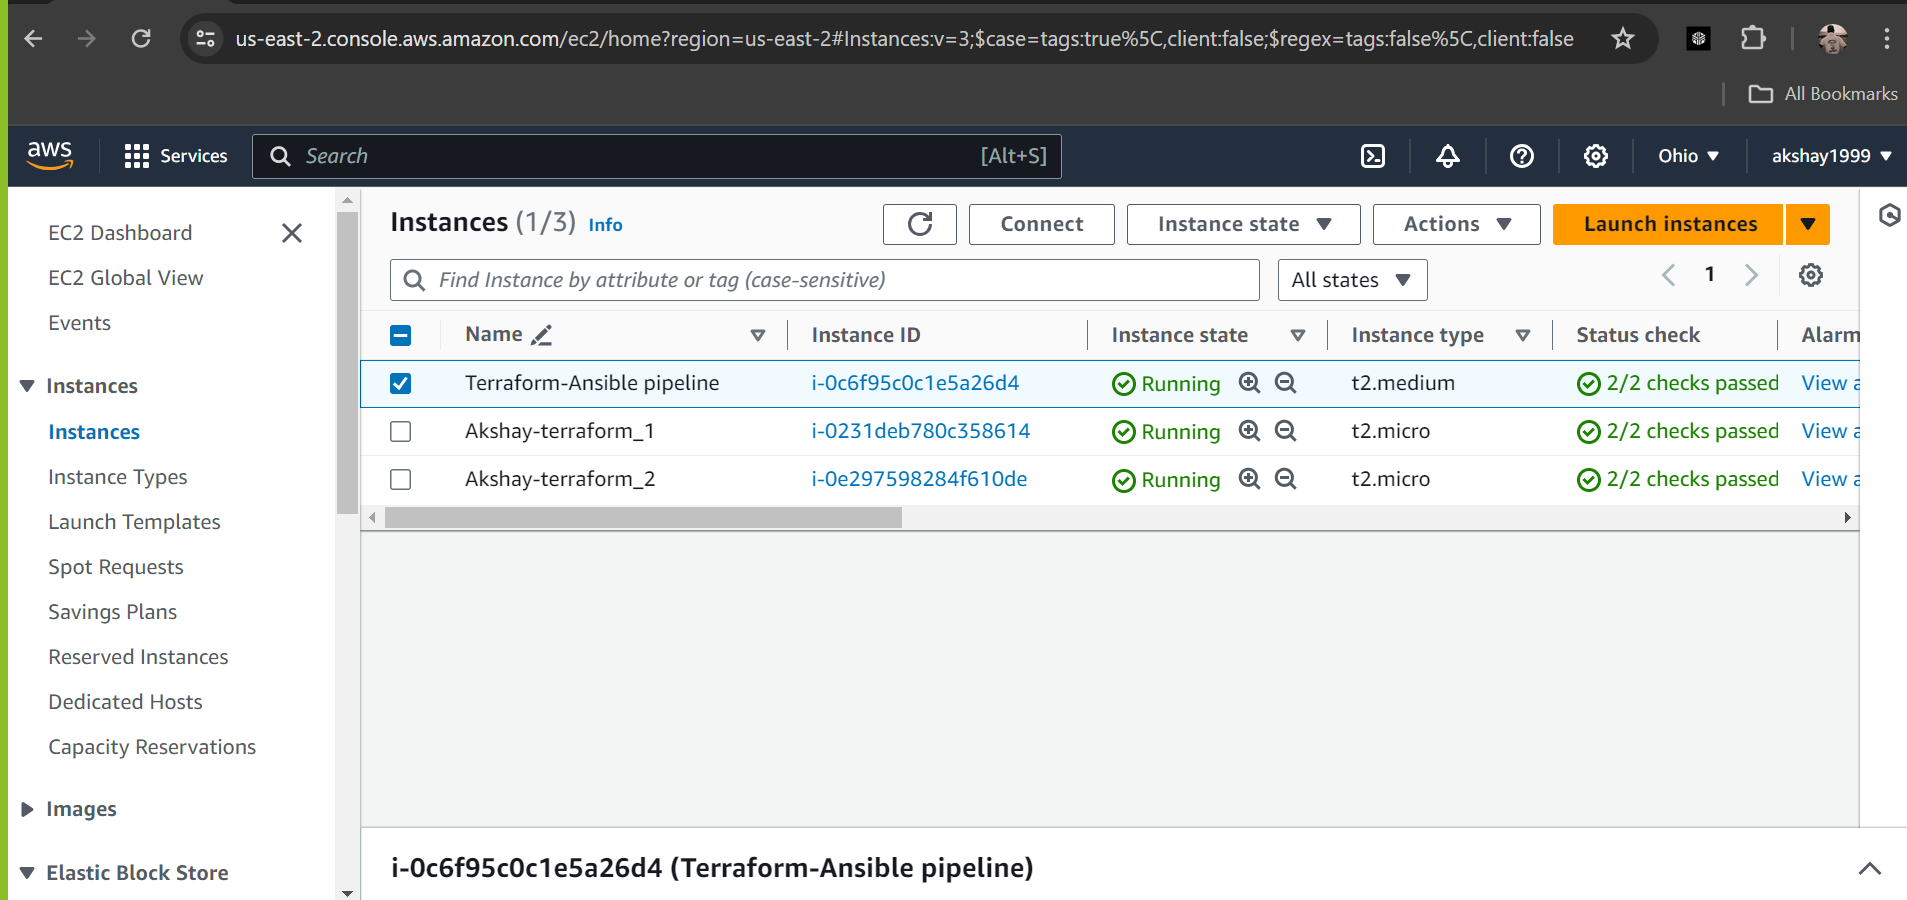 us-east-2.console.aws.amazon.com/ec2/home?region=us-east-2#Instances:v=3;$case=tags:true%5C,client:false;$regex=tags:false%5C,client:false
All Bookmarks
aws
Services
Search
[Alt+S]
Ohio
akshay1999
EC2 Dashboard
EC2 Global View
Events
Instances
Instances
Instance Types
Launch Templates
Spot Requests
Savings Plans
Reserved Instances
Dedicated Hosts
Capacity Reservations
Images
Elastic Block Store
Instances (1/3) Info
Connect
Instance state
Actions
Launch instances
Find Instance by attribute or tag (case-sensitive)
All states
1
Name Instance ID Instance state Instance type Status check Alarm
Terraform-Ansible pipeline i-0c6f95c0c1e5a26d4 Running t2.medium 2/2 checks passed View a
Akshay-terraform_1 i-0231deb780c358614 Running t2.micro 2/2 checks passed View a
Akshay-terraform_2 i-0e297598284f610de Running t2.micro 2/2 checks passed View a
i-0c6f95c0c1e5a26d4 (Terraform-Ansible pipeline)